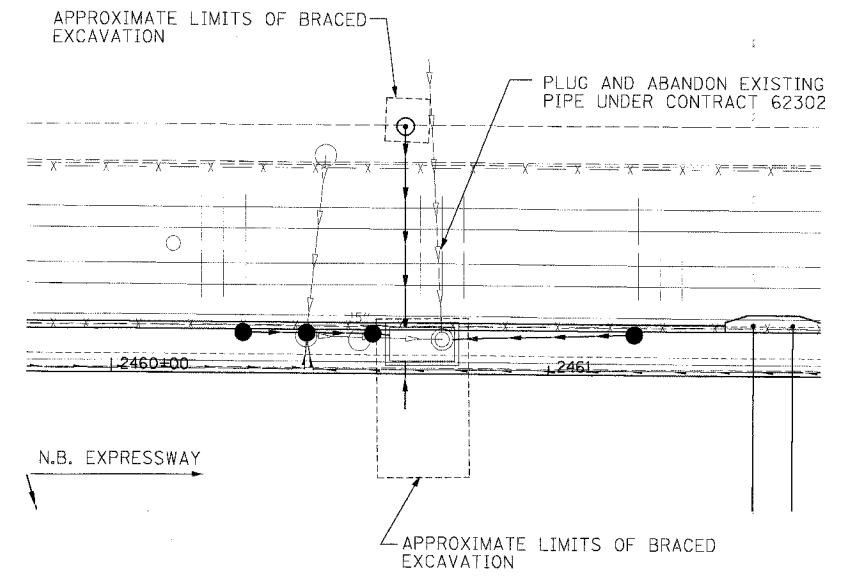 APPROXIMATE LIMITS OF BRACED
EXCAVATION
PLUG AND ABANDON EXISTING
PIPE UNDER CONTRACT 62302
15"
2460+00
2461
N.B. EXPRESSWAY
APPROXIMATE LIMITS OF BRACED
EXCAVATION